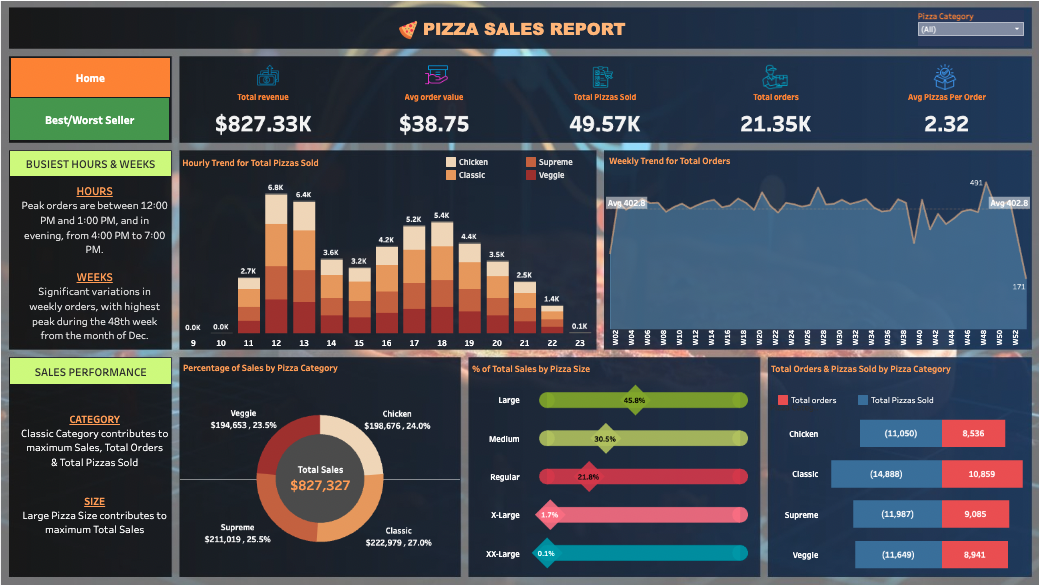 PIZZA SALES REPORT
Pizza Category
(All)
Home
Best/Worst Seller
Total revenue
$827.33K
Avg order value
$38.75
Total Pizzas Sold
49.57K
Total orders
21.35K
Avg Pizzas Per Order
2.32
BUSIEST HOURS & WEEKS
HOURS
Peak orders are between 12:00
PM and 1:00 PM, and in
evening, from 4:00 PM to 7:00
PM.
WEEKS
Significant variations in
weekly orders, with highest
peak during the 48th week
from the month of Dec.
Hourly Trend for Total Pizzas Sold
Chicken
Supreme
Classic
Veggie
0.0K
0.0K
2.7K
6.8K
6.4K
3.6K
3.2K
4.2K
5.2K
5.4K
4.4K
3.5K
2.5K
1.4K
0.1K
9 10 11 12 13 14 15 16 17 18 19 20 21 22 23
Weekly Trend for Total Orders
Avg 402.8
491
Avg 402.8
171
W02 W04 W06 W08 W10 W12 W14 W16 W18 W20 W22 W24 W26 W28 W30 W32 W34 W36 W38 W40 W42 W44 W46 W48 W50 W52
SALES PERFORMANCE
CATEGORY
Classic Category contributes to
maximum Sales, Total Orders
& Total Pizzas Sold
SIZE
Large Pizza Size contributes to
maximum Total Sales
Percentage of Sales by Pizza Category
Veggie
$194,653, 23.5%
Chicken
$198,676, 24.0%
Total Sales
$827,327
Supreme
$211,019, 25.5%
Classic
$222,979 , 27.0%
% of Total Sales by Pizza Size
Large
45.8%
Medium
30.5%
Regular
21.8%
X-Large
1.7%
XX-Large
0.1%
Total Orders & Pizzas Sold by Pizza Category
Total orders
Total Pizzas Sold
Chicken (11,050) 8,536
Classic (14,888) 10,859
Supreme (11,987) 9,085
Veggie (11,649) 8,941